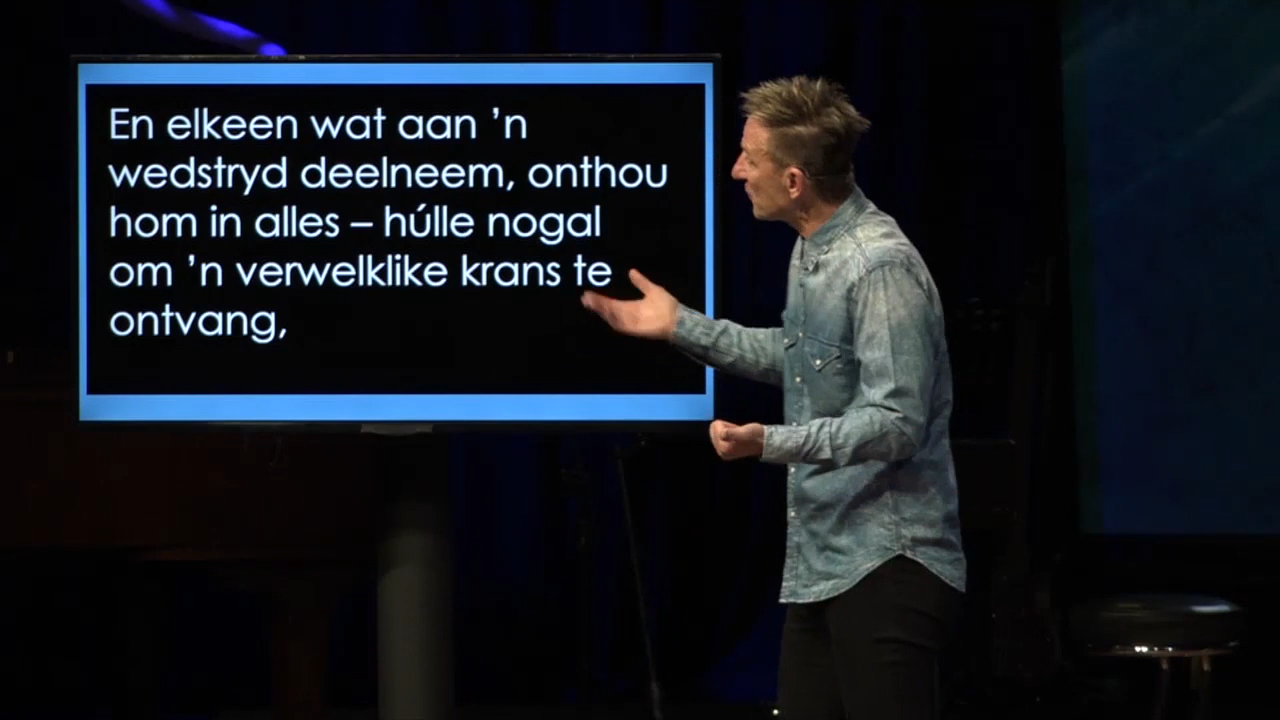 En elkeen wat aan ’n
wedstryd deelneem, onthou
hom in alles – húlle nogal
om ’n verwelklike krans te
ontvang,